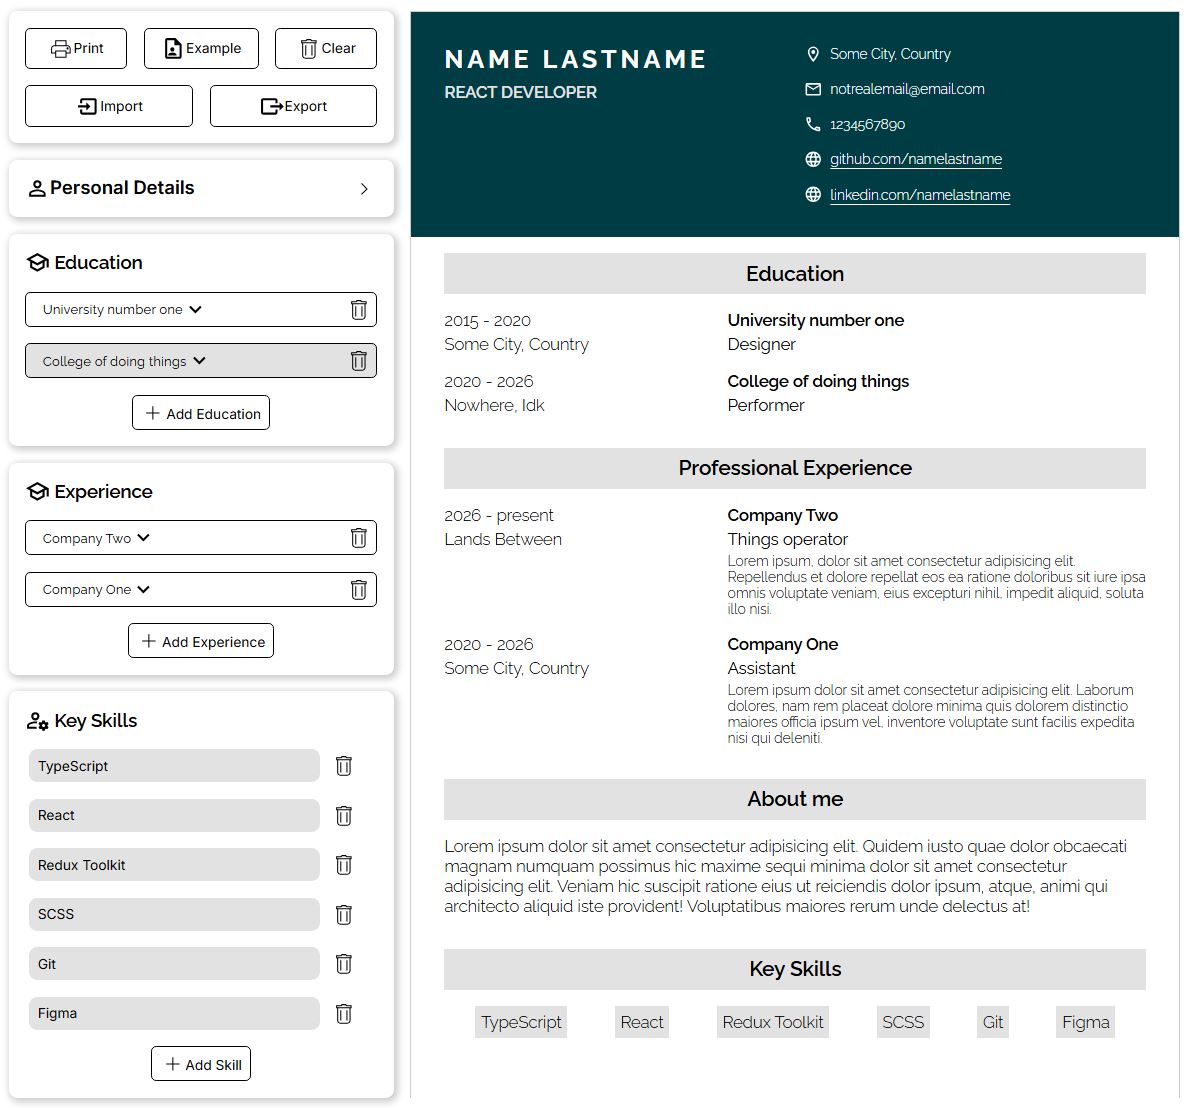 Print
Example
Clear
Import
Export
Personal Details
Education
University number one
College of doing things
Add Education
Experience
Company Two
Company One
Add Experience
Key Skills
TypeScript
React
Redux Toolkit
SCSS
Git
Figma
Add Skill
NAME LASTNAME
REACT DEVELOPER
Some City, Country
notrealemail@email.com
1234567890
github.com/namelastname
linkedin.com/namelastname
Education
2015 - 2020
Some City, Country
University number one
Designer
2020 - 2026
Nowhere, Idk
College of doing things
Performer
Professional Experience
2026 - present
Lands Between
Company Two
Things operator
Lorem ipsum, dolor sit amet consectetur adipisicing elit.
Repellendus et dolore repellat eos ea ratione doloribus sit iure ipsa
omnis voluptate veniam, eius excepturi nihil, impedit aliquid, soluta
illo nisi.
2020 - 2026
Some City, Country
Company One
Assistant
Lorem ipsum dolor sit amet consectetur adipisicing elit. Laborum
dolores, nam rem placeat dolore minima quis dolorem distinctio
maiores officia ipsum vel, inventore voluptate sunt facilis expedita
nisi qui deleniti.
About me
Lorem ipsum dolor sit amet consectetur adipisicing elit. Quidem iusto quae dolor obcaecati
magnam numquam possimus hic maxime sequi minima dolor sit amet consectetur
adipisicing elit. Veniam hic suscipit ratione eius ut reiciendis dolor ipsum, atque, animi qui
architecto aliquid iste provident! Voluptatibus maiores rerum unde delectus at!
Key Skills
TypeScript
React
Redux Toolkit
SCSS
Git
Figma